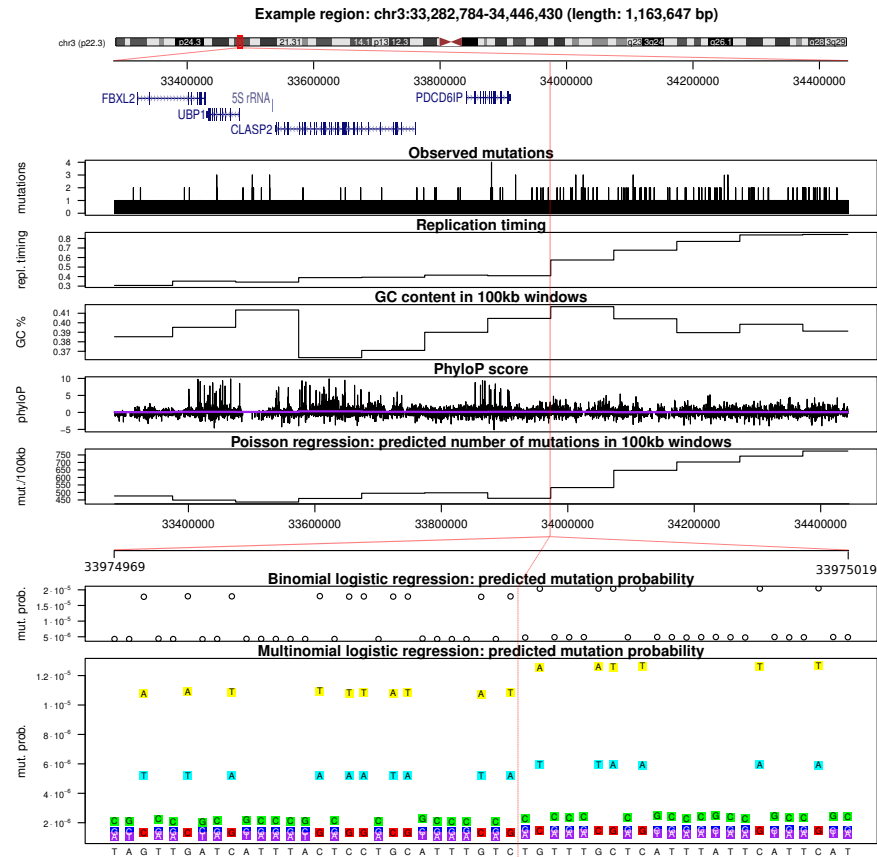 Example region: chr3:33,282,784-34,446,430 (length: 1,163,647 bp)
chr3 (p22.3) q24.3 21.31 14.1 p13 12.3 q23 3q24 q26.1 q28 3q29
33400000 33600000 33800000 34000000 34200000 34400000
FBXL2 5S rRNA PDCD6IP
UBP1
CLASP2
Observed mutations
mutations 4 3 2 1 0
Replication timing
repl. timing 0.8 0.7 0.6 0.5 0.4 0.3
GC content in 100kb windows
GC % 0.41 0.40 0.39 0.38 0.37
PhyloP score
phyloP 10 5 0 −5
Poisson regression: predicted number of mutations in 100kb windows
mut./100kb 750 700 650 600 550 500 450
33400000 33600000 33800000 34000000 34200000 34400000
33974969 33975019
Binomial logistic regression: predicted mutation probability
mut. prob. 2·10⁻⁵ 1.5·10⁻⁵ 5·10⁻⁶
Multinomial logistic regression: predicted mutation probability
mut. prob. 1.2·10⁻⁵ 1·10⁻⁵ 8·10⁻⁶ 6·10⁻⁶ 4·10⁻⁶ 2·10⁻⁶
A A T A T T
A A T T T T A T A T
T T A A A
T T A A A A T A T A
T A G T T G A T C A T T T A C T C C T G C A T T T G T C T G T T T G C T C A T T T A T T C A T T C A T